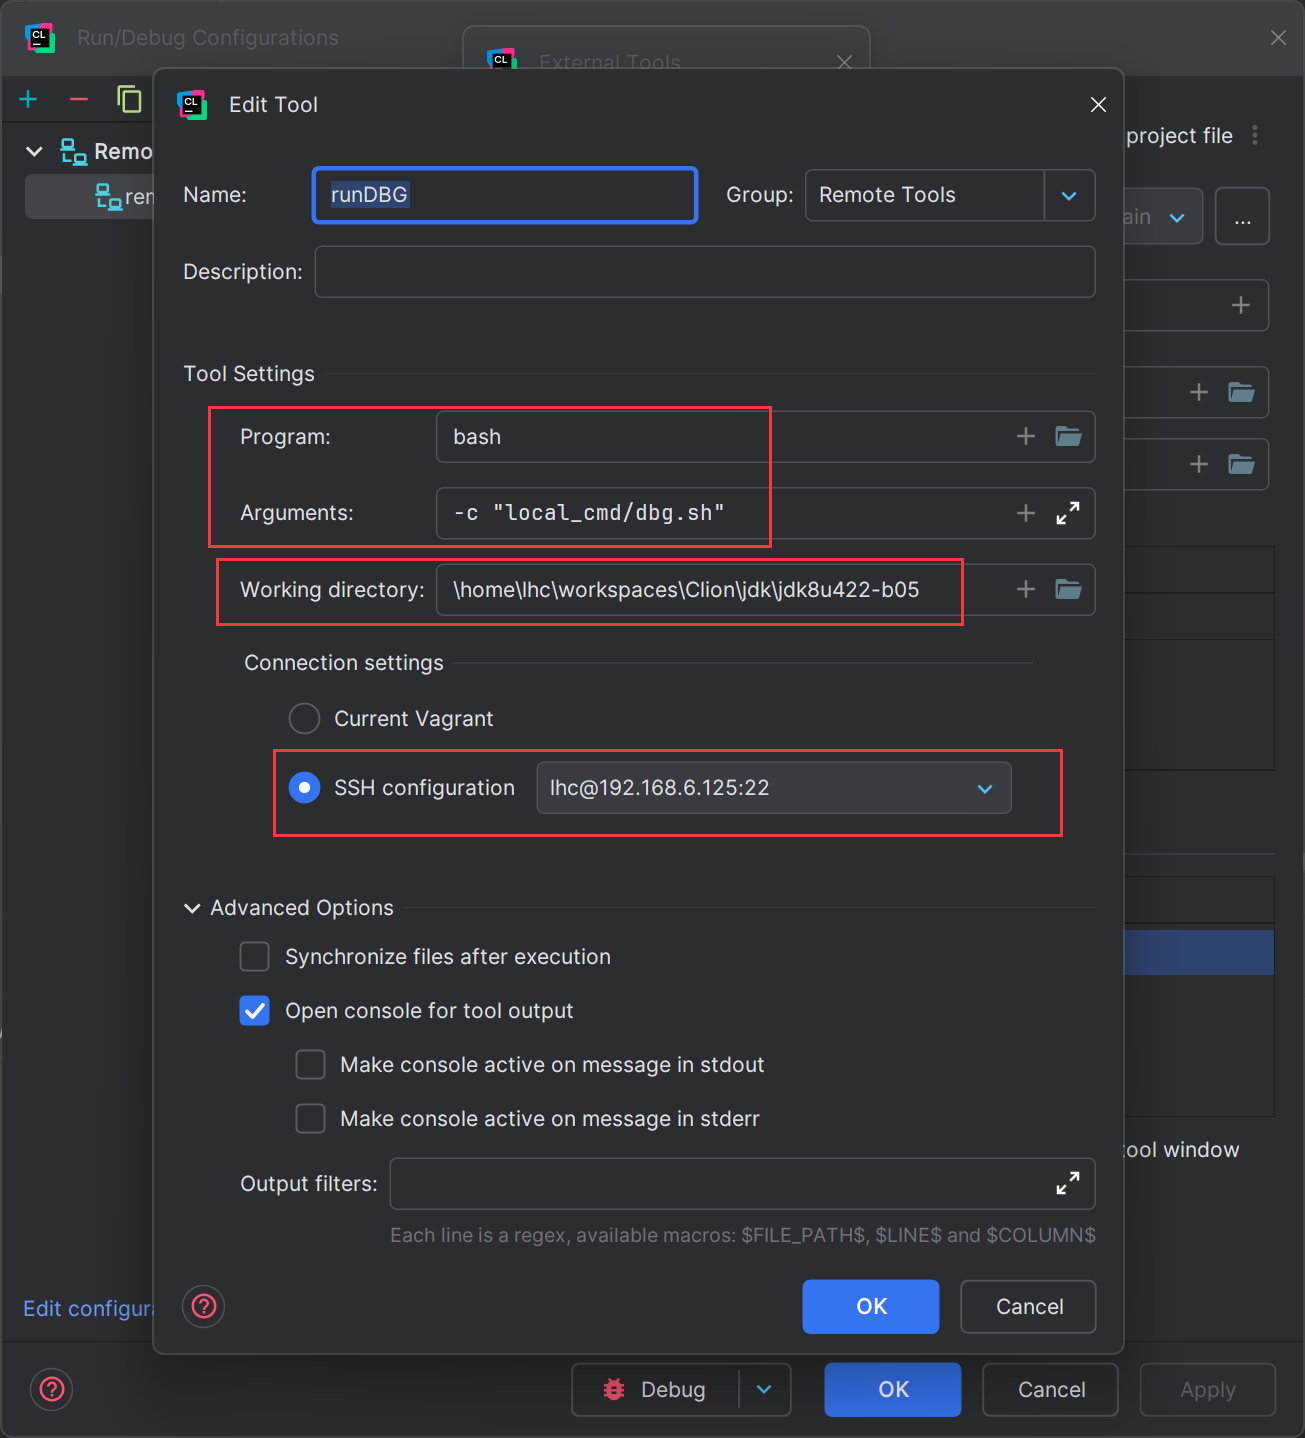 CL
Run/Debug Configurations
CL
External Tools
CL
Edit Tool
Remo
project file
Name:
runDBG
Group:
Remote Tools
ren
ain
...
Description:
Tool Settings
Program:
bash
Arguments:
-c "local_cmd/dbg.sh"
Working directory:
\home\lhc\workspaces\Clion\jdk\jdk8u422-b05
Connection settings
Current Vagrant
SSH configuration
lhc@192.168.6.125:22
Advanced Options
Synchronize files after execution
Open console for tool output
Make console active on message in stdout
Make console active on message in stderr
tool window
Output filters:
Each line is a regex, available macros: $FILE_PATH$, $LINE$ and $COLUMN$
Edit configura
OK
Cancel
Debug
OK
Cancel
Apply